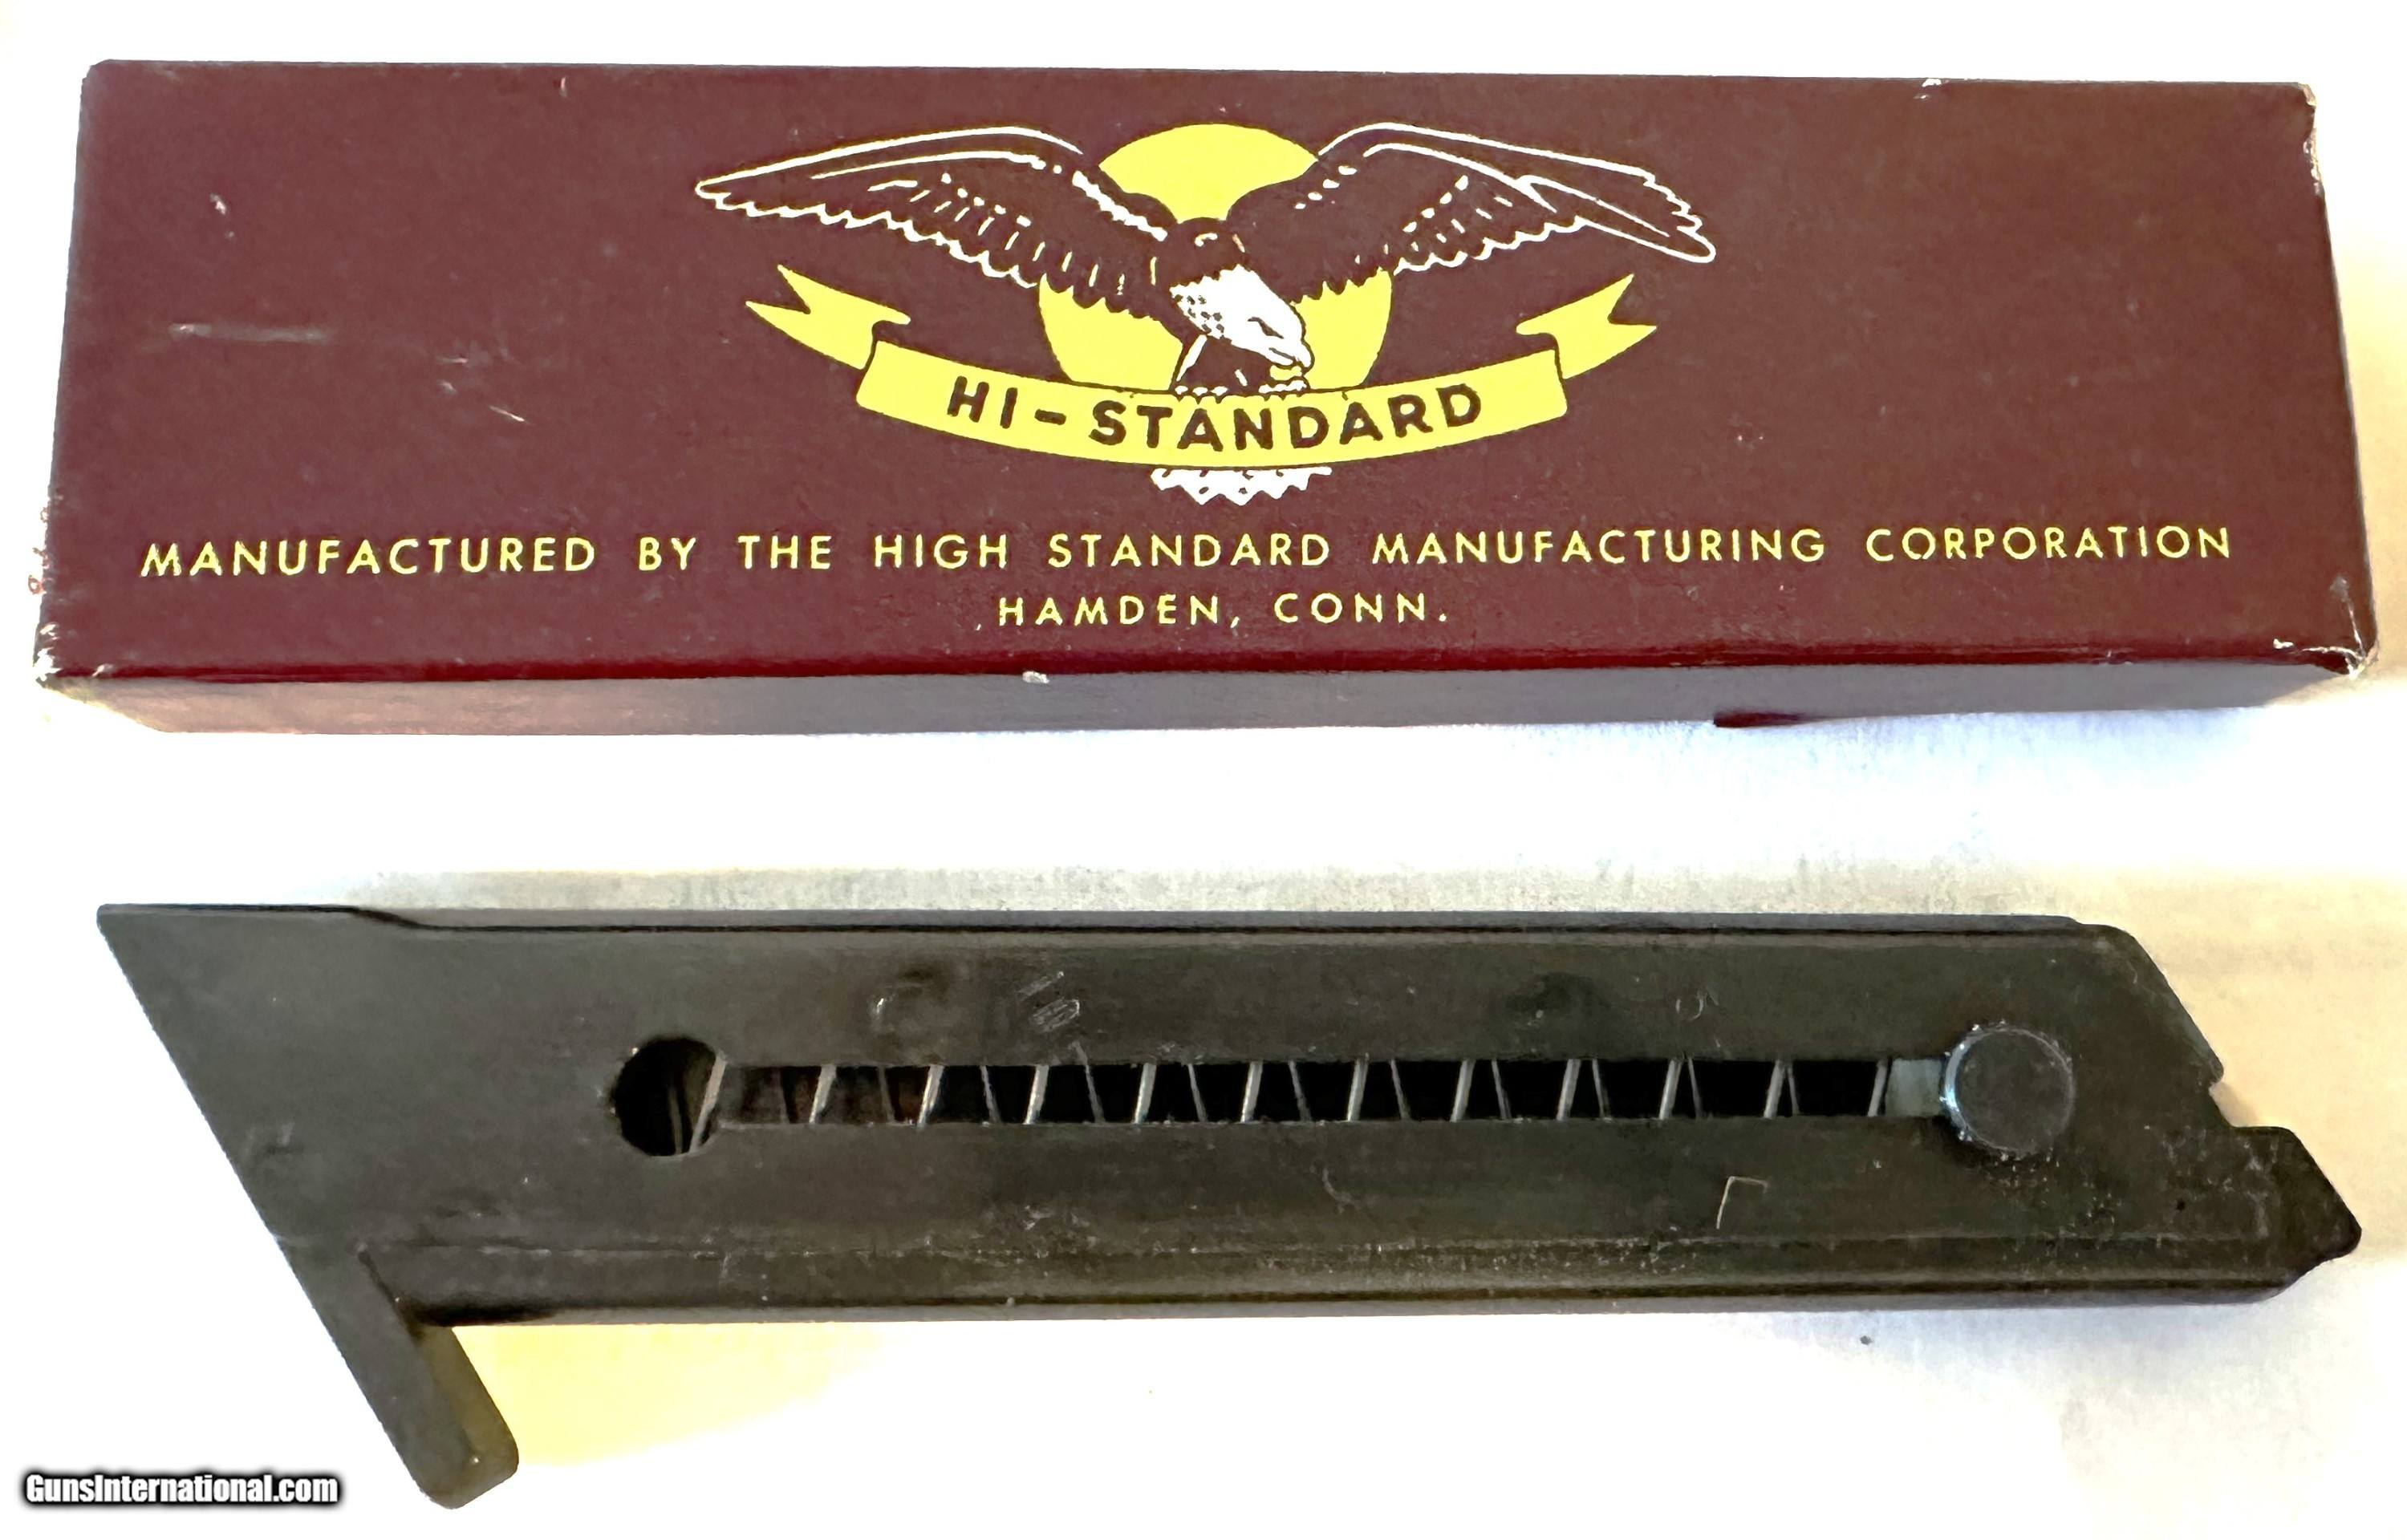 HI-STANDARD
MANUFACTURED BY THE HIGH STANDARD MANUFACTURING CORPORATION
HAMDEN, CONN.
GunsInternational.com